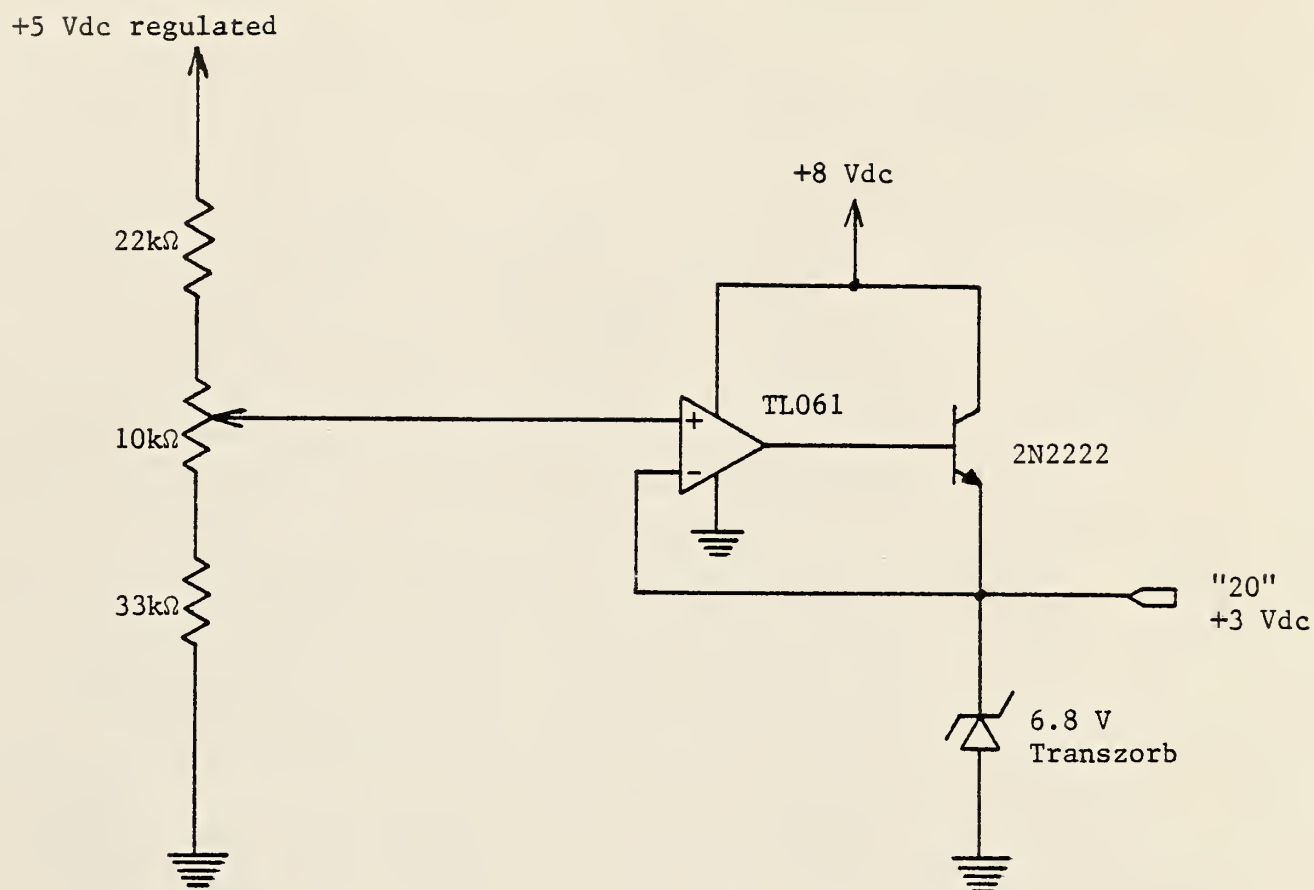 +5 Vdc regulated
+8 Vdc
22kΩ
TL061
+
10kΩ
2N2222
-
33kΩ
"20"
+3 Vdc
6.8 V
Transzorb